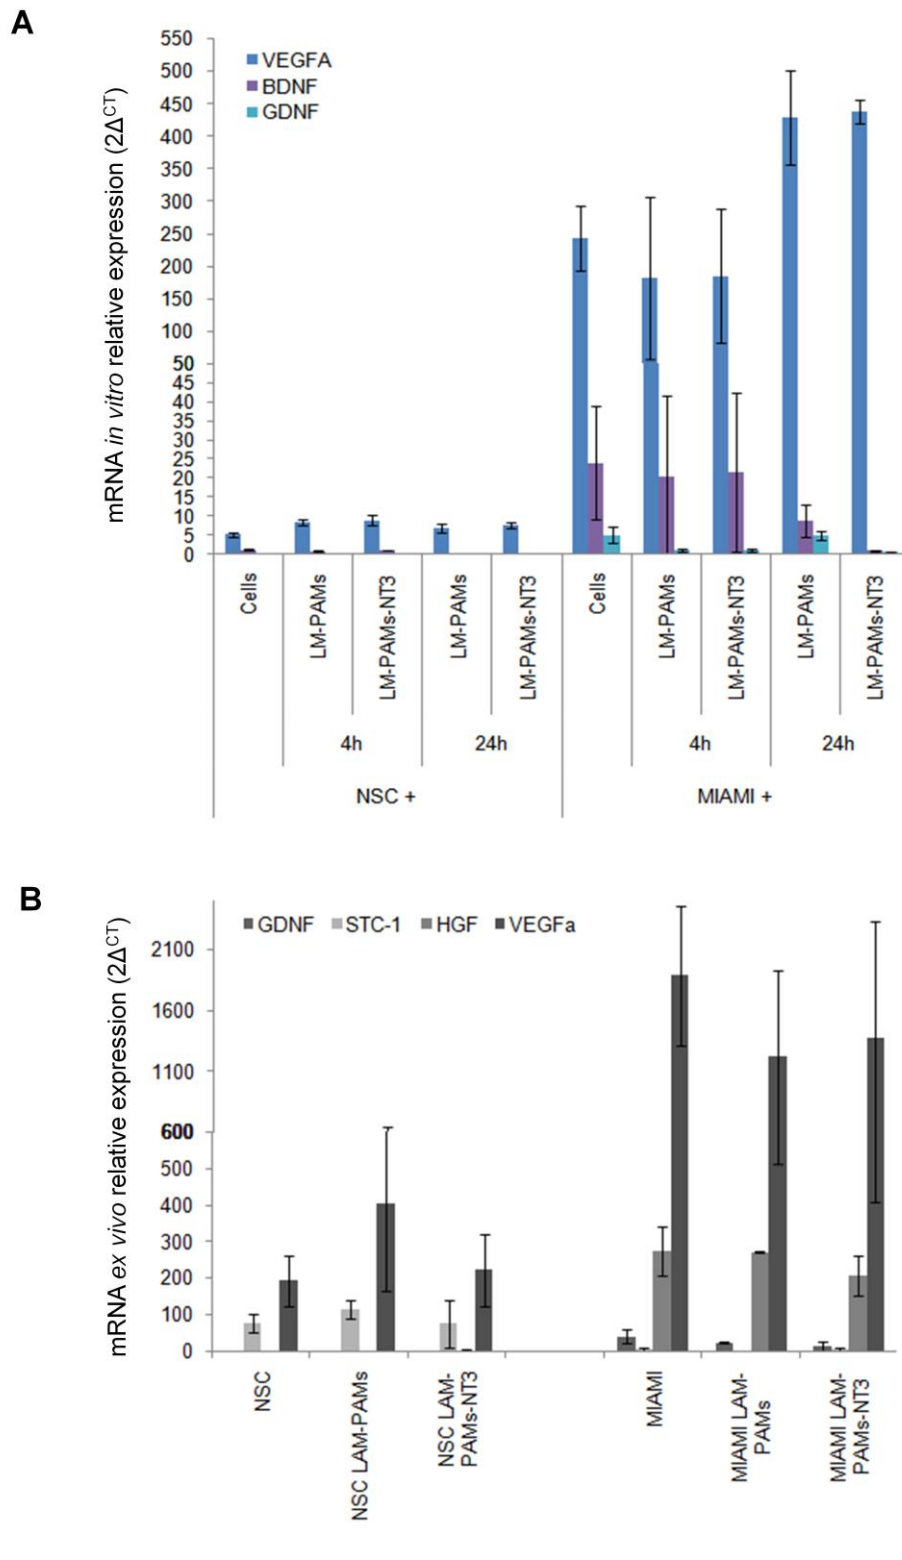 A
mRNA in vitro relative expression (2Δ^CT)
550
500
450
400
350
300
250
200
150
100
50
45
40
35
30
25
20
15
10
5
0
VEGFA
BDNF
GDNF
Cells
LM-PAMs
LM-PAMs-NT3
LM-PAMs
LM-PAMs-NT3
Cells
LM-PAMs
LM-PAMs-NT3
LM-PAMs
LM-PAMs-NT3
4h
24h
4h
24h
NSC +
MIAMI +
B
mRNA ex vivo relative expression (2Δ^CT)
GDNF STC-1 HGF VEGFa
2100
1600
1100
600
500
400
300
200
100
0
NSC
NSC LAM-PAMs
NSC LAM-
PAMs-NT3
MIAMI
MIAMI LAM-
PAMs
MIAMI LAM-
PAMs-NT3